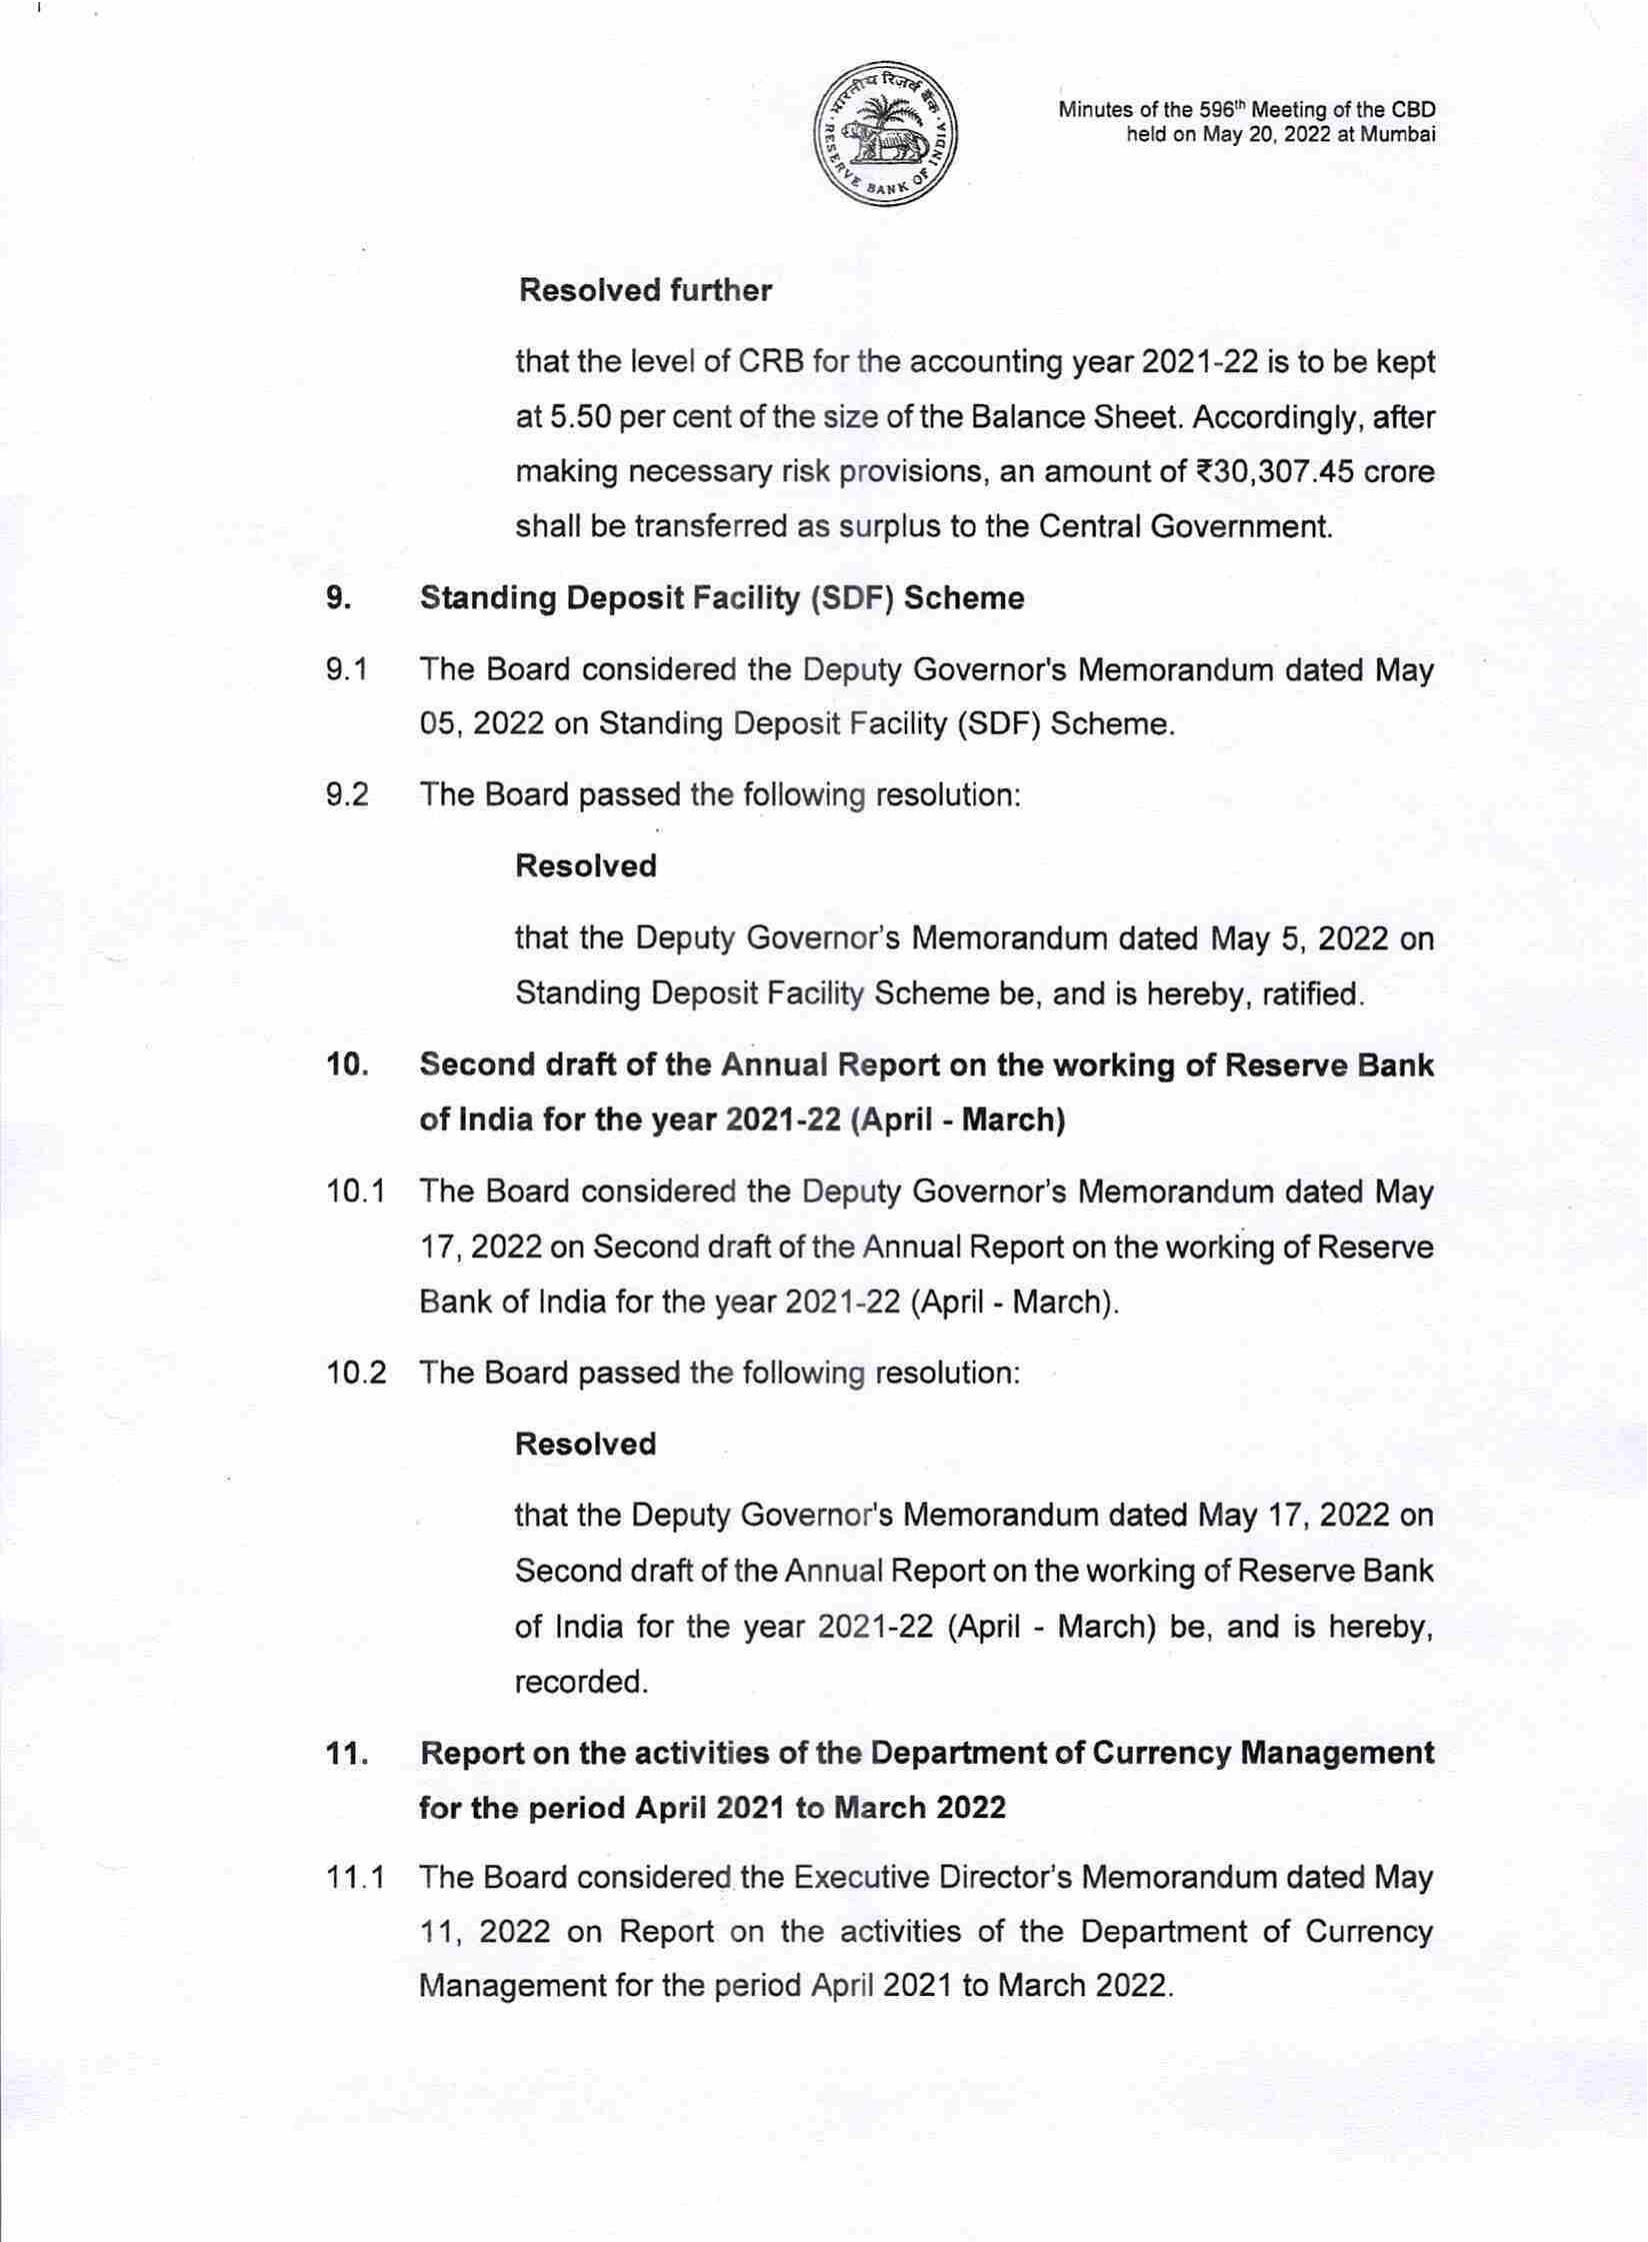 भारतीय रिज़र्व बैंक
RESERVE BANK OF INDIA
Minutes of the 596th Meeting of the CBD
held on May 20, 2022 at Mumbai
Resolved further
that the level of CRB for the accounting year 2021-22 is to be kept
at 5.50 per cent of the size of the Balance Sheet. Accordingly, after
making necessary risk provisions, an amount of ₹30,307.45 crore
shall be transferred as surplus to the Central Government.
9. Standing Deposit Facility (SDF) Scheme
9.1 The Board considered the Deputy Governor's Memorandum dated May
05, 2022 on Standing Deposit Facility (SDF) Scheme.
9.2 The Board passed the following resolution:
Resolved
that the Deputy Governor's Memorandum dated May 5, 2022 on
Standing Deposit Facility Scheme be, and is hereby, ratified.
10. Second draft of the Annual Report on the working of Reserve Bank
of India for the year 2021-22 (April - March)
10.1 The Board considered the Deputy Governor's Memorandum dated May
17, 2022 on Second draft of the Annual Report on the working of Reserve
Bank of India for the year 2021-22 (April - March).
10.2 The Board passed the following resolution:
Resolved
that the Deputy Governor's Memorandum dated May 17, 2022 on
Second draft of the Annual Report on the working of Reserve Bank
of India for the year 2021-22 (April - March) be, and is hereby,
recorded.
11. Report on the activities of the Department of Currency Management
for the period April 2021 to March 2022
11.1 The Board considered the Executive Director's Memorandum dated May
11, 2022 on Report on the activities of the Department of Currency
Management for the period April 2021 to March 2022.